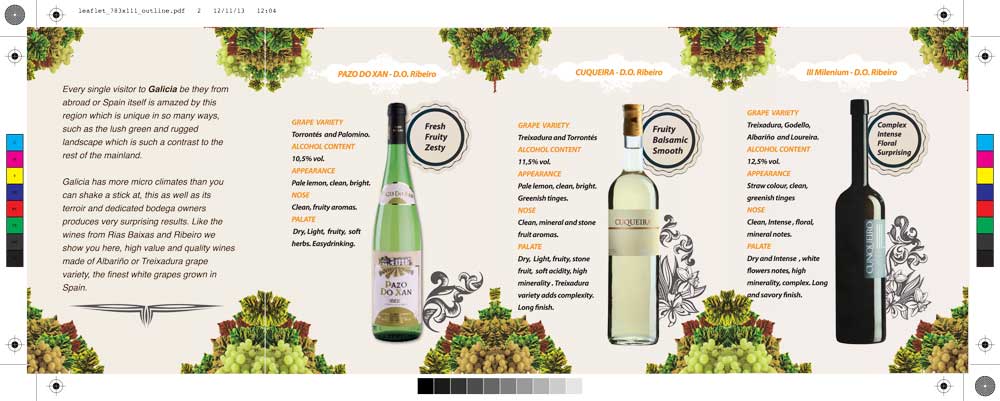 leaflet_783x111_outline.pdf 2 12/11/13 12:04
Every single visitor to Galicia be they from
abroad or Spain itself is amazed by this
region which is unique in so many ways,
such as the lush green and rugged
landscape which is such a contrast to the
rest of the mainland.
Galicia has more micro climates than you
can shake a stick at, this as well as its
terroir and dedicated bodega owners
produces very surprising results. Like the
wines from Rias Baixas and Ribeiro we
show you here, high value and quality wines
made of Albariño or Treixadura grape
variety, the finest white grapes grown in
Spain.
PAZO DO XAN - D.O. Ribeiro
GRAPE VARIETY
Torrontés and Palomino.
ALCOHOL CONTENT
10,5% vol.
APPEARANCE
Pale lemon, clean, bright.
NOSE
Clean, fruity aromas.
PALATE
Dry, Light, fruity, soft
herbs. Easydrinking.
Fresh
Fruity
Zesty
PAZO DO XAN
PAZO
DO XAN
CUQUEIRA - D.O. Ribeiro
GRAPE VARIETY
Treixadura and Torrontés
ALCOHOL CONTENT
11,5% vol.
APPEARANCE
Pale lemon, clean, bright.
Greenish tinges.
NOSE
Clean, mineral and stone
fruit aromas.
PALATE
Dry, Light, fruity, stone
fruit, soft acidity, high
minerality . Treixadura
variety adds complexity.
Long finish.
Fruity
Balsamic
Smooth
CUQUEIRA
III Milenium - D.O. Ribeiro
GRAPE VARIETY
Treixadura, Godello,
Albariño and Loureira.
ALCOHOL CONTENT
12,5% vol.
APPEARANCE
Straw colour, clean,
greenish tinges
NOSE
Clean, Intense , floral,
mineral notes.
PALATE
Dry and Intense , white
flowers notes, high
minerality, complex. Long
and savory finish.
Complex
Intense
Floral
Surprising
CUNQUEIRO